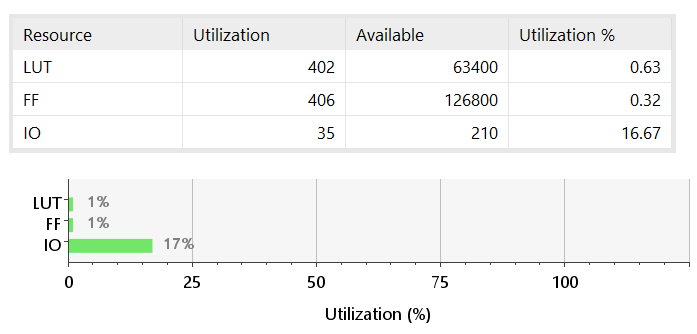 Resource Utilization Available Utilization %
LUT 402 63400 0.63
FF 406 126800 0.32
IO 35 210 16.67
LUT 1%
FF 1%
IO 17%
0 25 50 75 100
Utilization (%)